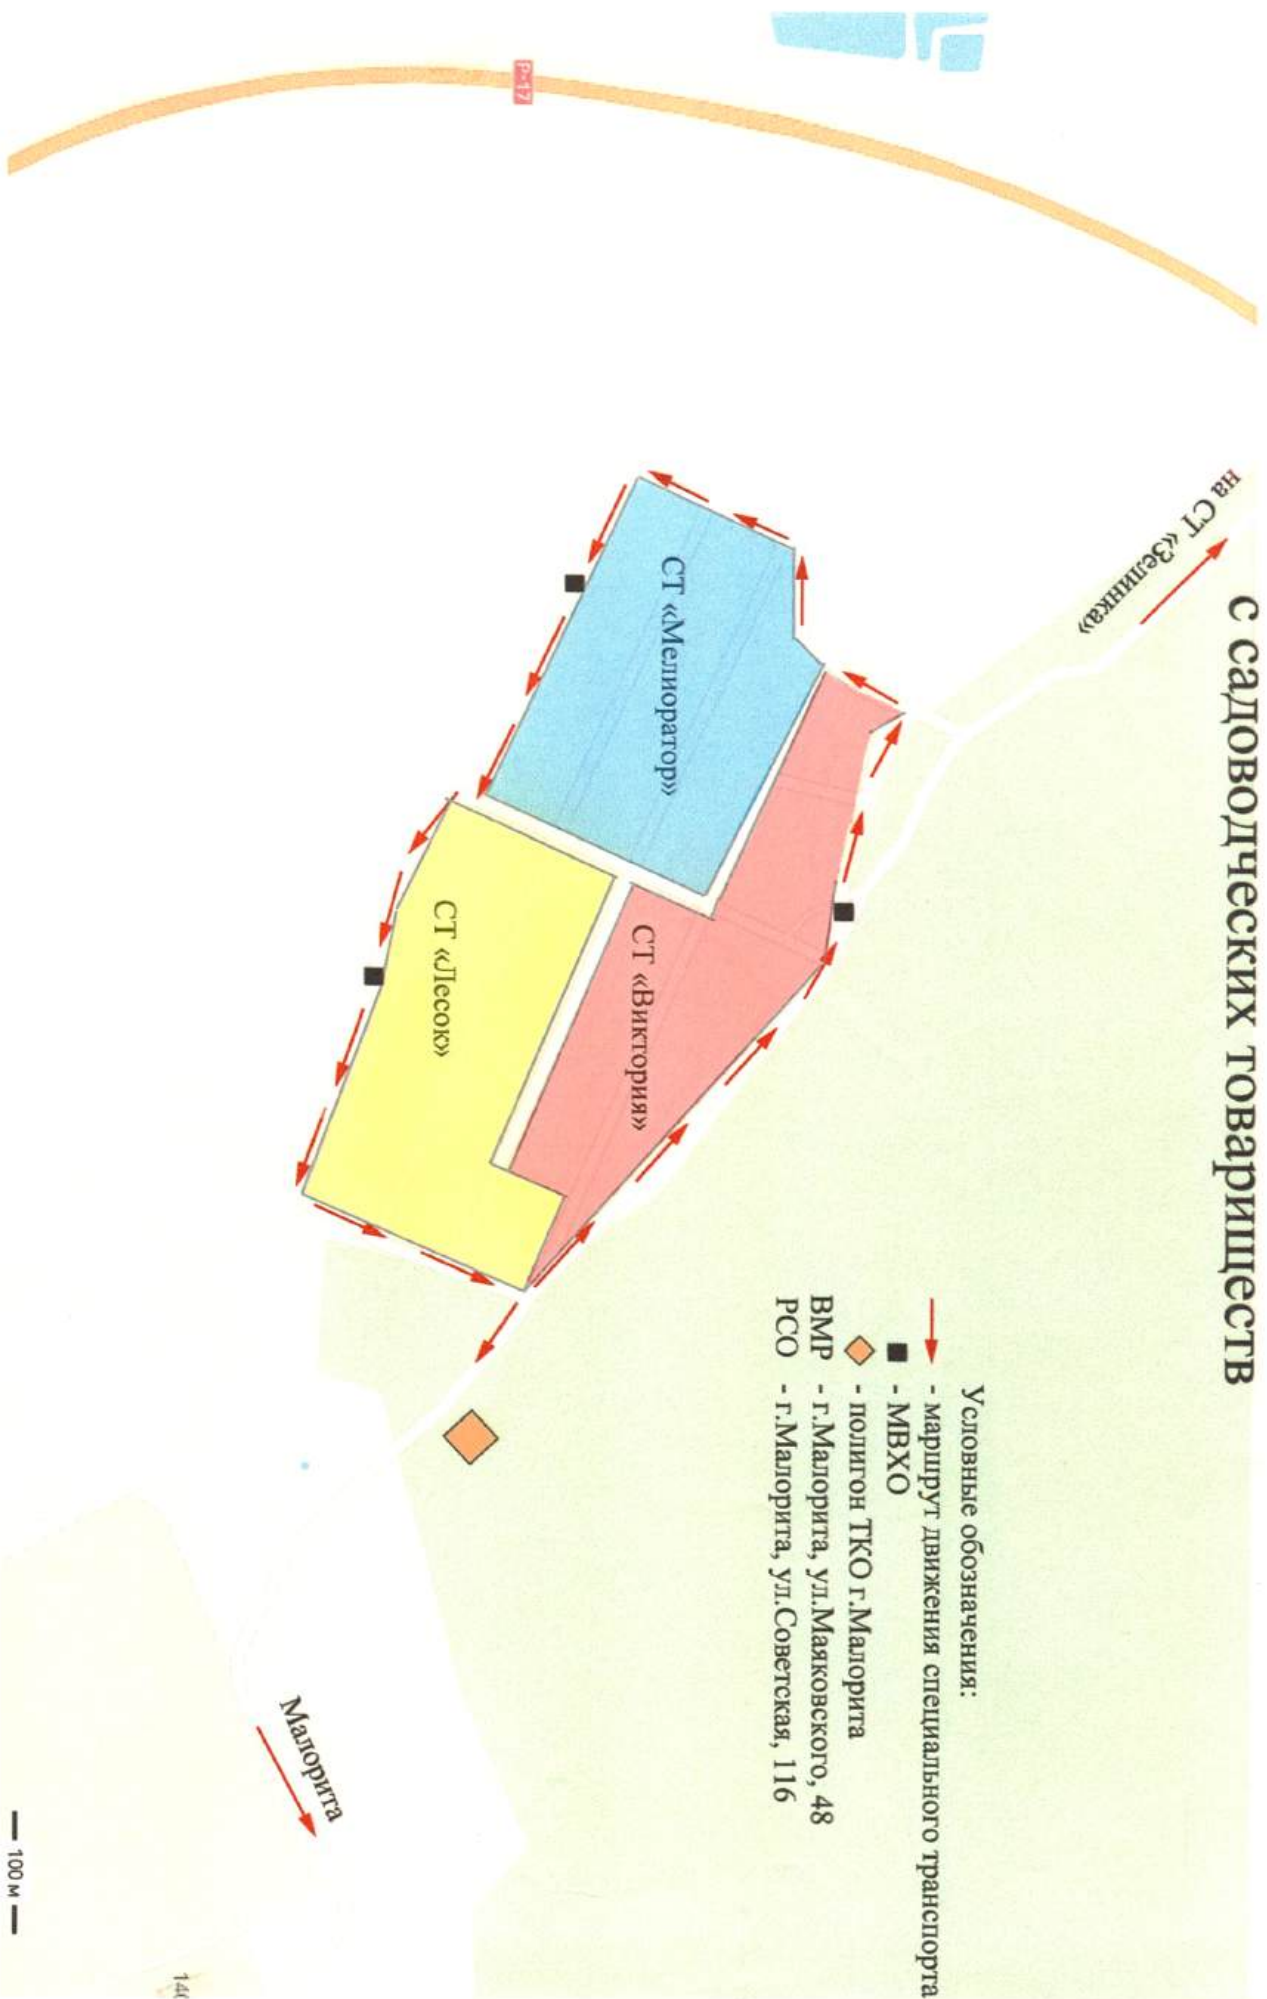 с садоводческих товариществ
на СТ «Зелинка»
Р-17
Условные обозначения:
- маршрут движения специального транспорта
- МВХО
- полигон ТКО г.Малорита
ВМР - г.Малорита, ул.Маяковского, 48
РСО - г.Малорита, ул.Советская, 116
СТ «Мелиоратор»
СТ «Виктория»
СТ «Лесок»
Малорита
100 м